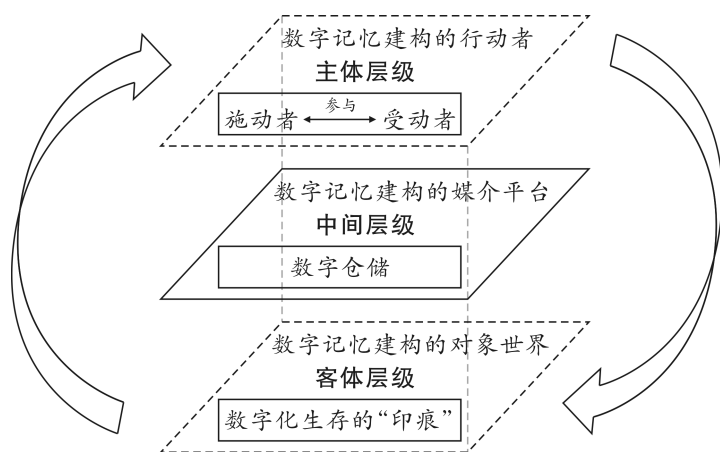 数字记忆建构的行动者
主体层级
参与
施动者 受动者
数字记忆建构的媒介平台
中间层级
数字仓储
数字记忆建构的对象世界
客体层级
数字化生存的“印痕”